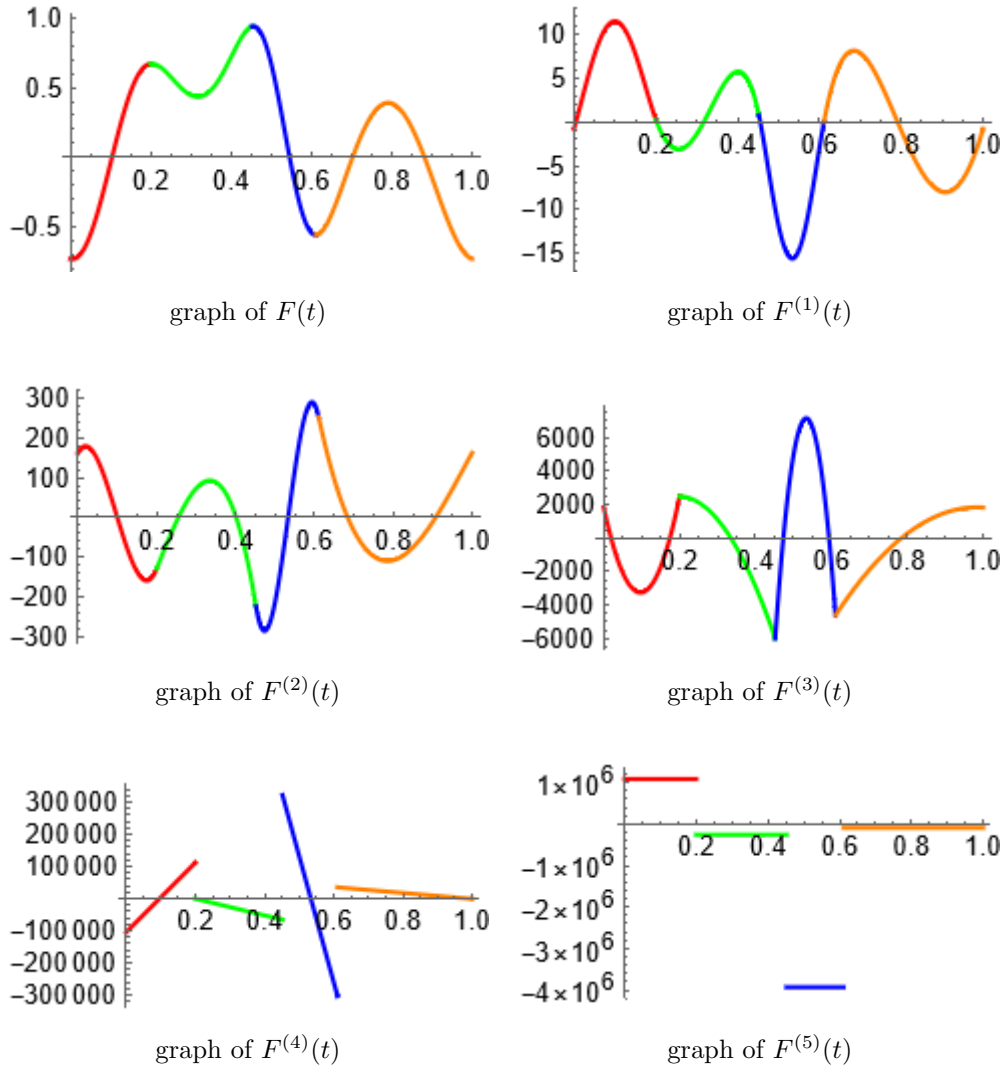 1.0
0.5
0.2 0.4 0.6 0.8 1.0
−0.5
graph of F(t)
10
5
0.2 0.4 0.6 0.8 1.0
−5
−10
−15
graph of F^{(1)}(t)
300
200
100
0.2 0.4 0.6 0.8 1.0
−100
−200
−300
graph of F^{(2)}(t)
6000
4000
2000
0.2 0.4 0.6 0.8 1.0
−2000
−4000
−6000
graph of F^{(3)}(t)
300 000
200 000
100 000
0.2 0.4 0.6 0.8 1.0
−100 000
−200 000
−300 000
graph of F^{(4)}(t)
1×10^6
0.2 0.4 0.6 0.8 1.0
−1×10^6
−2×10^6
−3×10^6
−4×10^6
graph of F^{(5)}(t)